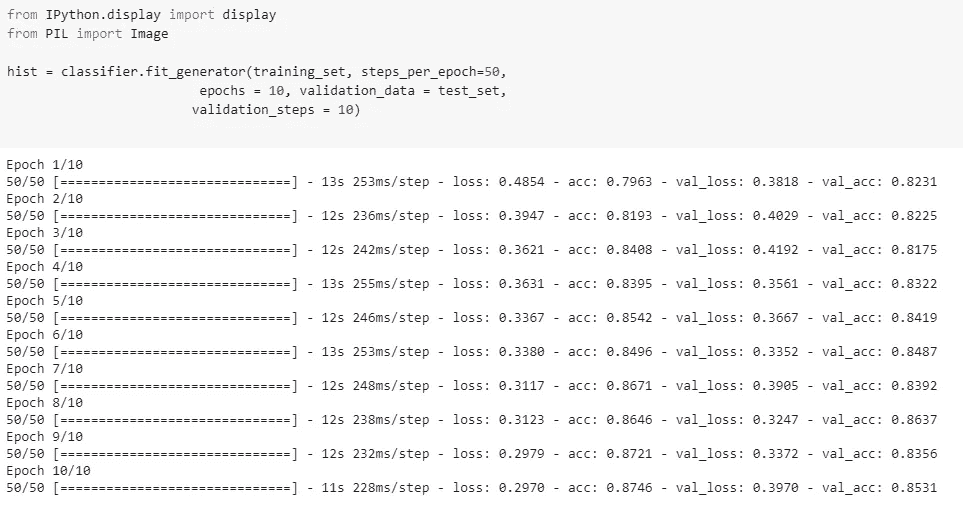 from IPython.display import display
from PIL import Image
hist = classifier.fit_generator(training_set, steps_per_epoch=50,
                         epochs = 10, validation_data = test_set,
                        validation_steps = 10)
Epoch 1/10
50/50 [==============================] - 13s 253ms/step - loss: 0.4854 - acc: 0.7963 - val_loss: 0.3818 - val_acc: 0.8231
Epoch 2/10
50/50 [==============================] - 12s 236ms/step - loss: 0.3947 - acc: 0.8193 - val_loss: 0.4029 - val_acc: 0.8225
Epoch 3/10
50/50 [==============================] - 12s 242ms/step - loss: 0.3621 - acc: 0.8408 - val_loss: 0.4192 - val_acc: 0.8175
Epoch 4/10
50/50 [==============================] - 13s 255ms/step - loss: 0.3631 - acc: 0.8395 - val_loss: 0.3561 - val_acc: 0.8322
Epoch 5/10
50/50 [==============================] - 12s 246ms/step - loss: 0.3367 - acc: 0.8542 - val_loss: 0.3667 - val_acc: 0.8419
Epoch 6/10
50/50 [==============================] - 13s 253ms/step - loss: 0.3380 - acc: 0.8496 - val_loss: 0.3352 - val_acc: 0.8487
Epoch 7/10
50/50 [==============================] - 12s 248ms/step - loss: 0.3117 - acc: 0.8671 - val_loss: 0.3905 - val_acc: 0.8392
Epoch 8/10
50/50 [==============================] - 12s 238ms/step - loss: 0.3123 - acc: 0.8646 - val_loss: 0.3247 - val_acc: 0.8637
Epoch 9/10
50/50 [==============================] - 12s 232ms/step - loss: 0.2979 - acc: 0.8721 - val_loss: 0.3372 - val_acc: 0.8356
Epoch 10/10
50/50 [==============================] - 11s 228ms/step - loss: 0.2970 - acc: 0.8746 - val_loss: 0.3970 - val_acc: 0.8531